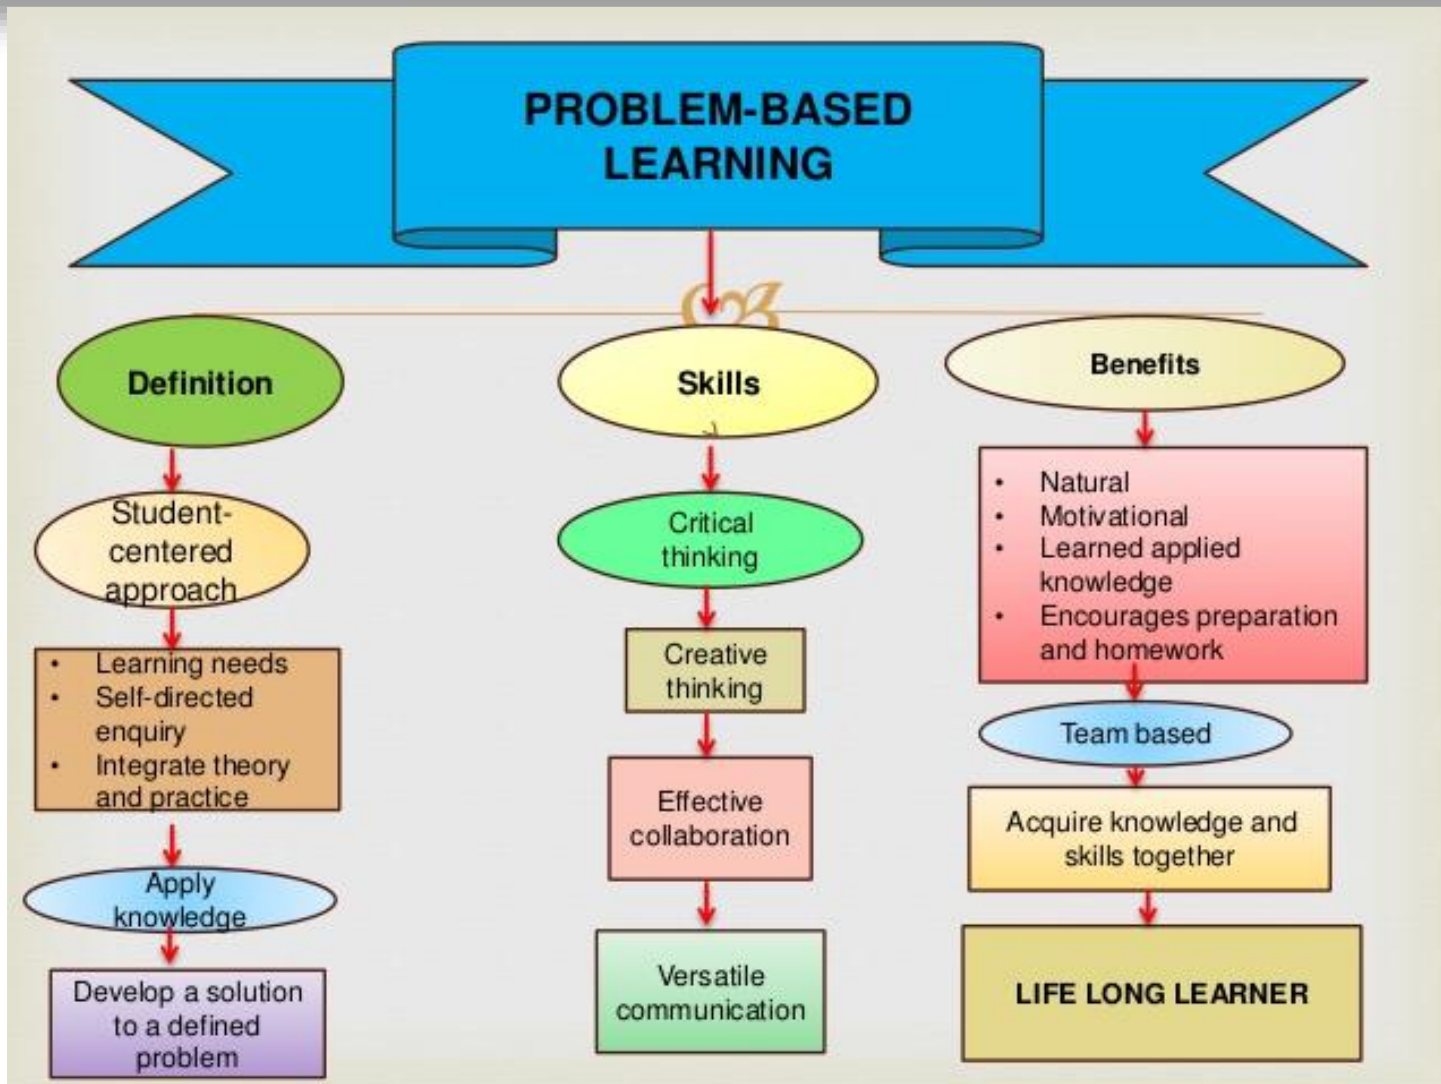 PROBLEM-BASED
LEARNING
Definition
Student-
centered
approach
• Learning needs
• Self-directed
enquiry
• Integrate theory
and practice
Apply
knowledge
Develop a solution
to a defined
problem
Skills
Critical
thinking
Creative
thinking
Effective
collaboration
Versatile
communication
Benefits
• Natural
• Motivational
• Learned applied
knowledge
• Encourages preparation
and homework
Team based
Acquire knowledge and
skills together
LIFE LONG LEARNER